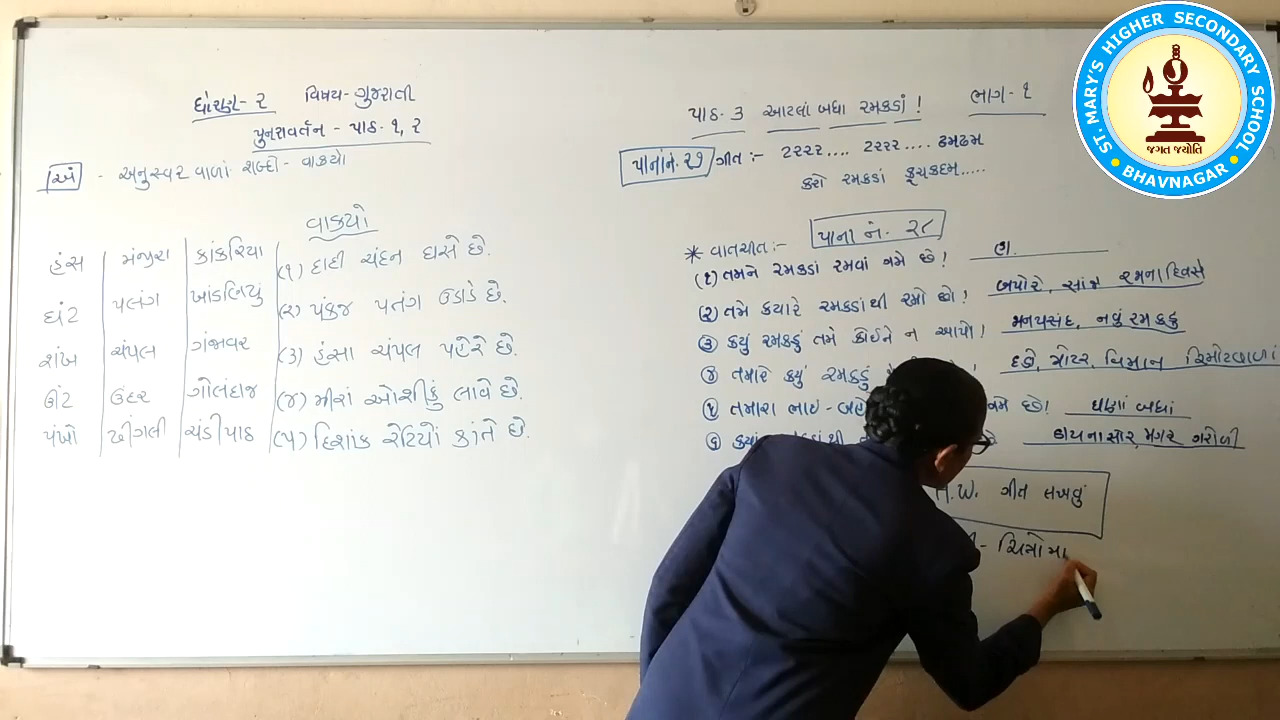 ધોરણ - ૨ વિષય - ગુજરાતી
પુનરાવર્તન - પાઠ - ૧, ૨
અં - અનુસ્વર વાળાં શબ્દો - વાક્યો
હંસ મંજીરા કાંકરિયા
ઘંટ પલંગ ખાંડણિયું
શંખ ચંપલ ગંજાવર
ઊંટ ઉંદર ગોલંદાજ
પંખો ઢીંગલી ચંડીપાઠ
વાક્યો
(૧) દાદી ચંદન ઘસે છે.
(૨) પંકજ પતંગ ઉડાડે છે.
(૩) હંસા ચંપલ પહેરે છે.
(૪) મીરાં ઓશીકું લાવે છે.
(૫) દિશાંક રેંટિયો કાંતે છે.
પાઠ - ૩ આટલાં બધા રમકડાં ! ભાગ - ૧
પાનાંનં - ૨૭ ગીત :- ટરરર.... ટરરર.... ઢમઢમ
કરો રમકડાં કૂચકદમ.....
પાના નં - ૨૮
* વાતચીત :-
(૧) તમને રમકડાં રમવાં ગમે છે ! હા.
(૨) તમે ક્યારે રમકડાંથી રમો છો ! બપોરે, સાંજે રજાના દિવસે
(૩) કયું રમકડું તમે કોઈને ન આપો ! મનપસંદ, નવું રમકડું
(૪) તમારે કયું રમકડું દડો, મોટર, વિમાન રિમોટવાળાં
(૫) તમારા ભાઇ - ગમે છે ! ઘણાં બધાં
(૬) ડાયનાસોર, મગર ગરોળી
H.W. ગીત લખવું
- ચિત્રોમા
ST. MARY'S HIGHER SECONDARY SCHOOL
જગત જ્યોતિ
BHAVNAGAR